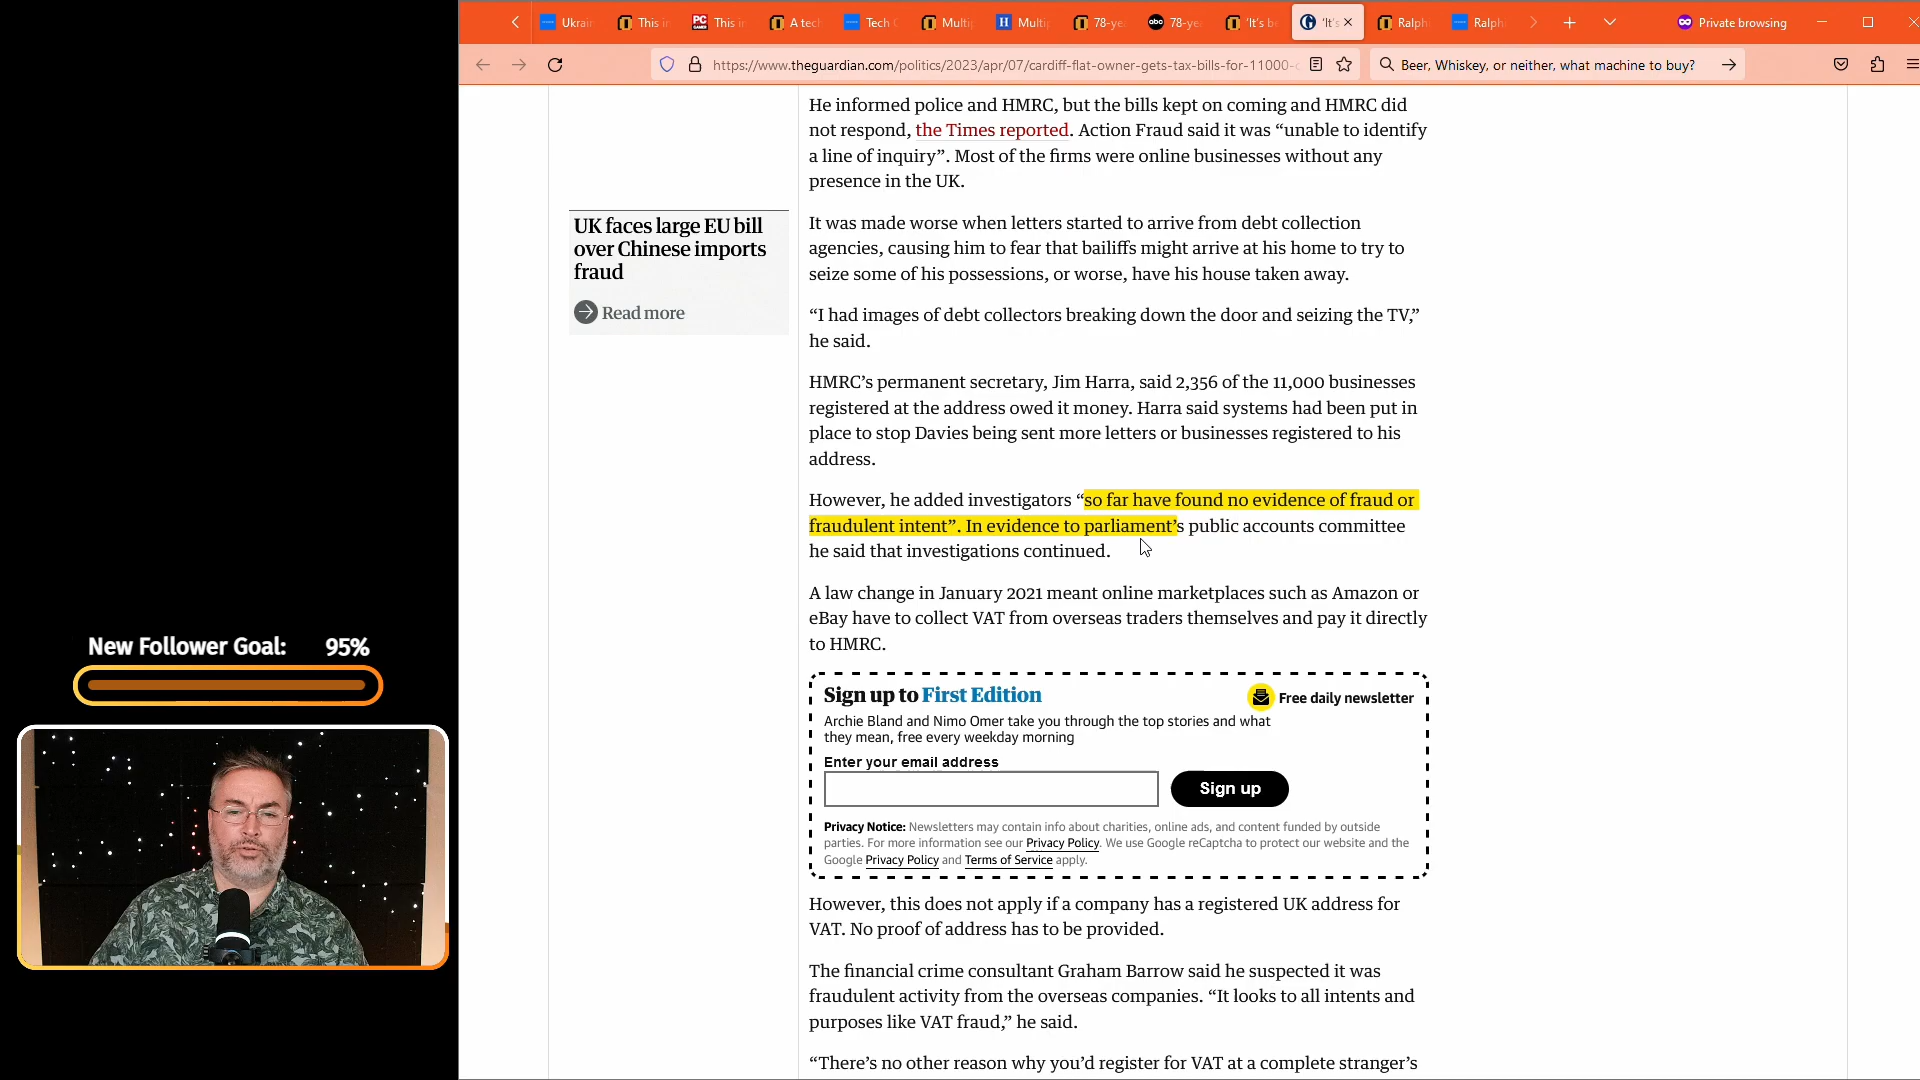 Ukrai
This i
This i
A tec
Tech
Multi
Multi
78-ye
abc
78-ye
'It's b
'It's
Ralph
Ralph
Private browsing
https://www.theguardian.com/politics/2023/apr/07/cardiff-flat-owner-gets-tax-bills-for-11000-c
Beer, Whiskey, or neither, what machine to buy?
He informed police and HMRC, but the bills kept on coming and HMRC did
not respond, the Times reported. Action Fraud said it was “unable to identify
a line of inquiry”. Most of the firms were online businesses without any
presence in the UK.
UK faces large EU bill
over Chinese imports
fraud
Read more
It was made worse when letters started to arrive from debt collection
agencies, causing him to fear that bailiffs might arrive at his home to try to
seize some of his possessions, or worse, have his house taken away.
“I had images of debt collectors breaking down the door and seizing the TV,”
he said.
HMRC’s permanent secretary, Jim Harra, said 2,356 of the 11,000 businesses
registered at the address owed it money. Harra said systems had been put in
place to stop Davies being sent more letters or businesses registered to his
address.
However, he added investigators “so far have found no evidence of fraud or
fraudulent intent”. In evidence to parliament’s public accounts committee
he said that investigations continued.
A law change in January 2021 meant online marketplaces such as Amazon or
eBay have to collect VAT from overseas traders themselves and pay it directly
to HMRC.
Sign up to First Edition
Free daily newsletter
Archie Bland and Nimo Omer take you through the top stories and what
they mean, free every weekday morning
Enter your email address
Sign up
Privacy Notice: Newsletters may contain info about charities, online ads, and content funded by outside
parties. For more information see our Privacy Policy. We use Google reCaptcha to protect our website and the
Google Privacy Policy and Terms of Service apply.
However, this does not apply if a company has a registered UK address for
VAT. No proof of address has to be provided.
The financial crime consultant Graham Barrow said he suspected it was
fraudulent activity from the overseas companies. “It looks to all intents and
purposes like VAT fraud,” he said.
“There’s no other reason why you’d register for VAT at a complete stranger’s
New Follower Goal: 95%